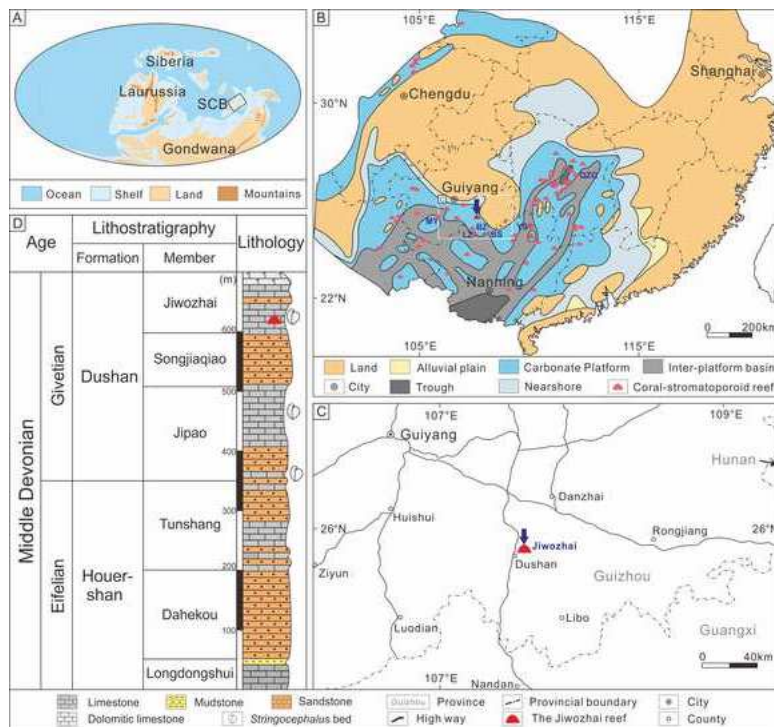 A
Siberia
Laurussia
SCB
Gondwana
Ocean
Shelf
Land
Mountains
B
105°E
115°E
30°N
Chengdu
Shanghai
Guiyang
Nanning
22°N
105°E
115°E
0
200km
Land
Alluvial plain
Carbonate Platform
Inter-platform basin
City
Trough
Nearshore
Coral-stromatoporoid reef
D
Age
Lithostratigraphy
Lithology
Formation
Member
(m)
Middle Devonian
Givetian
Eifelian
Dushan
Houer-
shan
Jiwozhai
Songjiaqiao
Jipao
Tunshang
Dahekou
Longdongshui
600
500
400
300
200
100
C
107°E
109°E
Guiyang
Hunan
Danzhai
Huishui
26°N
Rongjiang
26°N
Jiwozhai
Dushan
Ziyun
Guizhou
Luodian
Libo
Guangxi
0
40km
107°E
Nandan
Limestone
Mudstone
Sandstone
Province
Provincial boundary
City
Dolomitic limestone
Stringocephalus bed
High way
The Jiwozhai reef
County